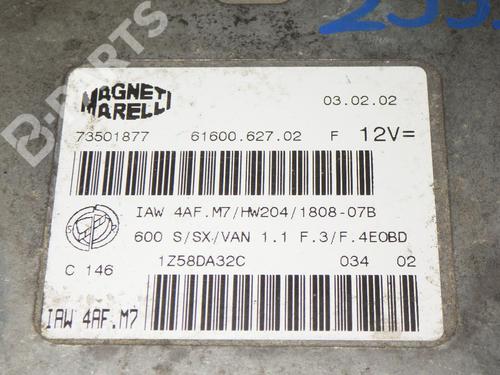 B-PARTS
MAGNETI
MARELLI
03.02.02
73501877 61600.627.02 F 12V=
IAW 4AF.M7/HW204/1808-07B
600 S/SX/VAN 1.1 F.3/F.4EOBD
C 146 1Z58DA32C 034 02
IAW 4AF.M7